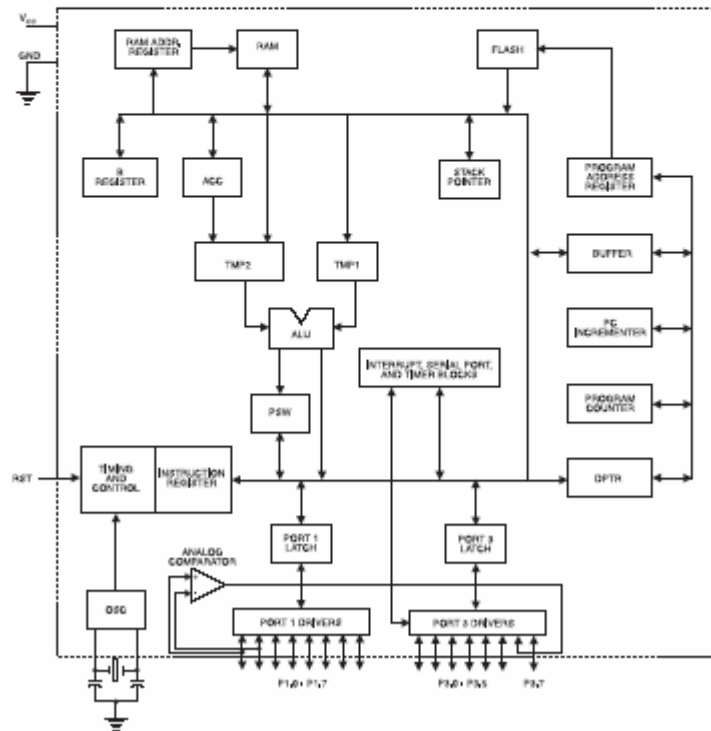 VCC
GND
RAM ADDR.
REGISTER
RAM
FLASH
B
REGISTER
ACC
STACK
POINTER
PROGRAM
ADDRESS
REGISTER
TMP2
TMP1
BUFFER
ALU
PC
INCREMENTER
INTERRUPT, SERIAL PORT,
AND TIMER BLOCKS
PSW
PROGRAM
COUNTER
RST
TIMING
AND
CONTROL
INSTRUCTION
REGISTER
DPTR
PORT 1
LATCH
PORT 3
LATCH
ANALOG
COMPARATOR
+
-
OSC
PORT 1 DRIVERS
PORT 3 DRIVERS
P1.0 - P1.7
P3.0 - P3.5
P3.7